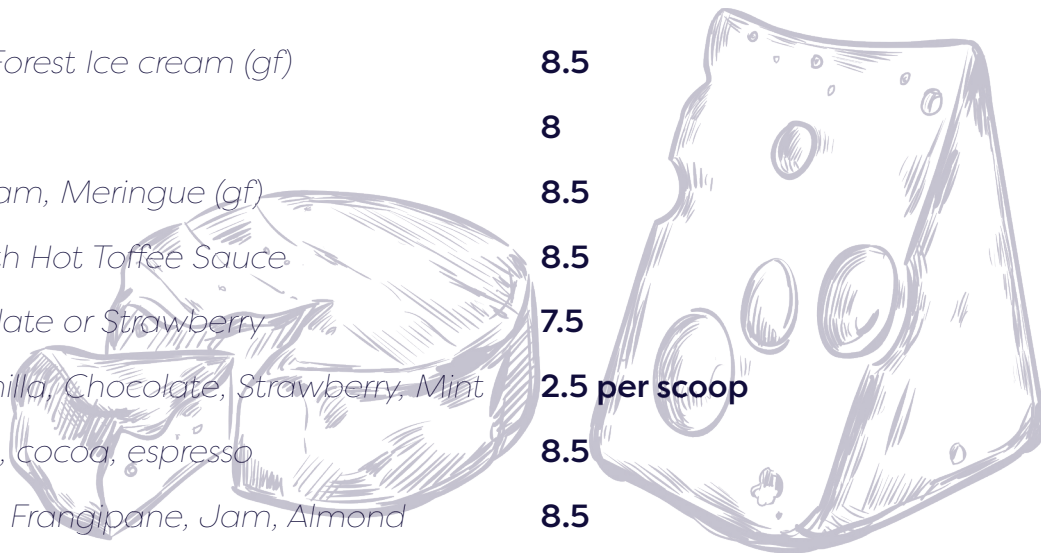 Forest Ice cream (gf) 8.5
8
am, Meringue (gf) 8.5
th Hot Toffee Sauce 8.5
late or Strawberry 7.5
nilla, Chocolate, Strawberry, Mint 2.5 per scoop
, cocoa, espresso 8.5
Frangipane, Jam, Almond 8.5